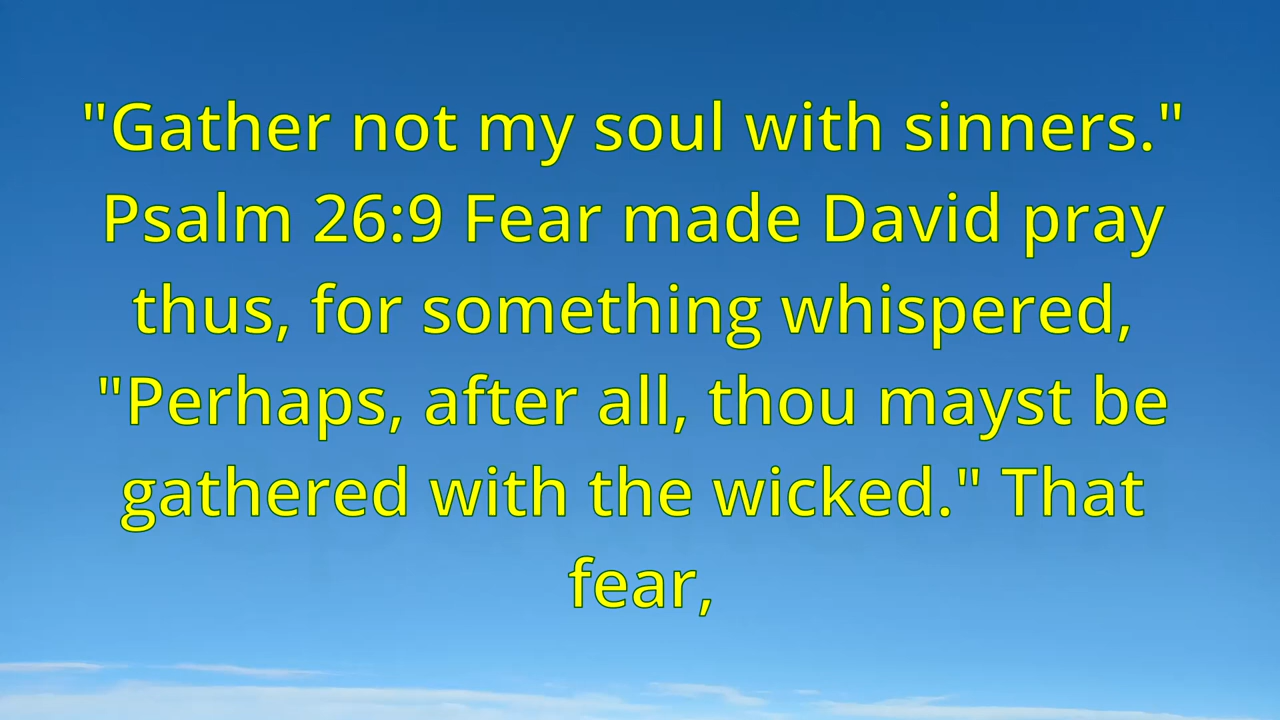 "Gather not my soul with sinners."
Psalm 26:9 Fear made David pray
thus, for something whispered,
"Perhaps, after all, thou mayst be
gathered with the wicked." That
fear,